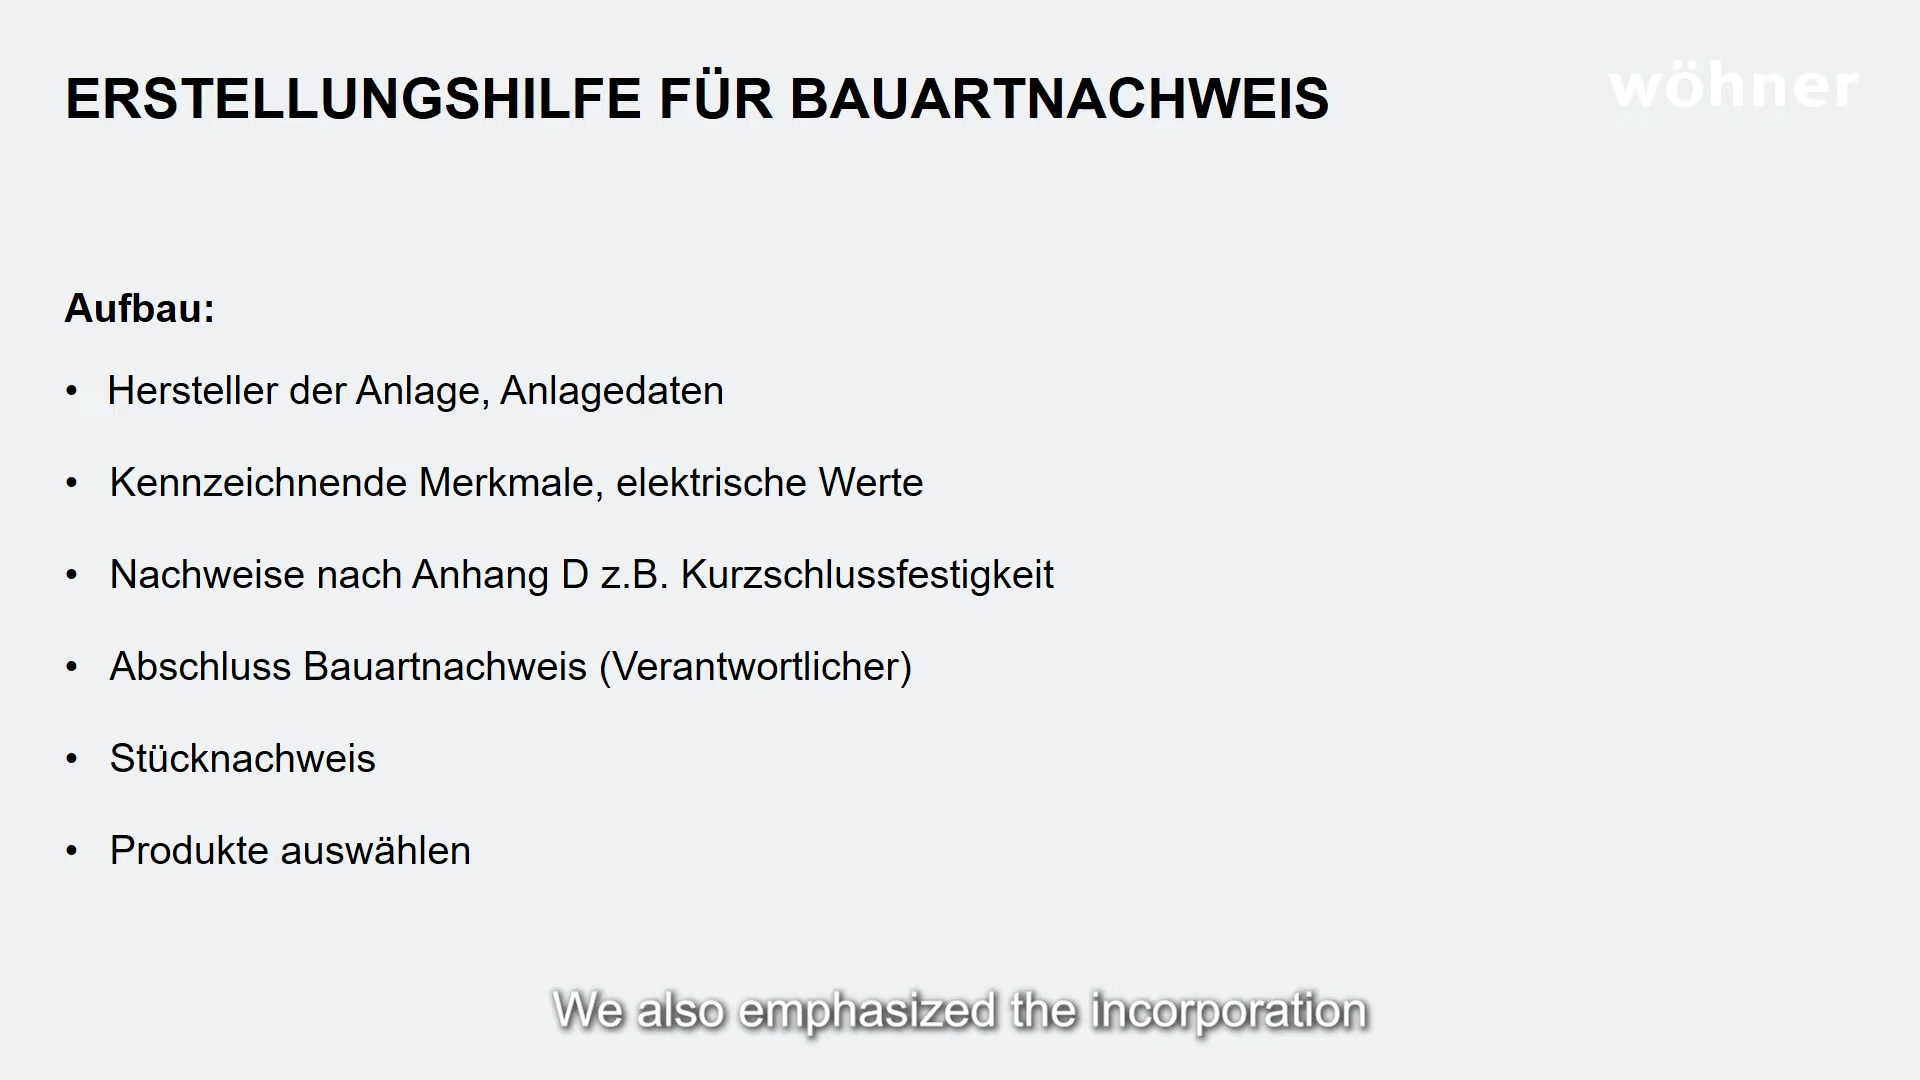 ERSTELLUNGSHILFE FÜR BAUARTNACHWEIS
wöhner
Aufbau:
• Hersteller der Anlage, Anlagedaten
• Kennzeichnende Merkmale, elektrische Werte
• Nachweise nach Anhang D z.B. Kurzschlussfestigkeit
• Abschluss Bauartnachweis (Verantwortlicher)
• Stücknachweis
• Produkte auswählen
We also emphasized the incorporation